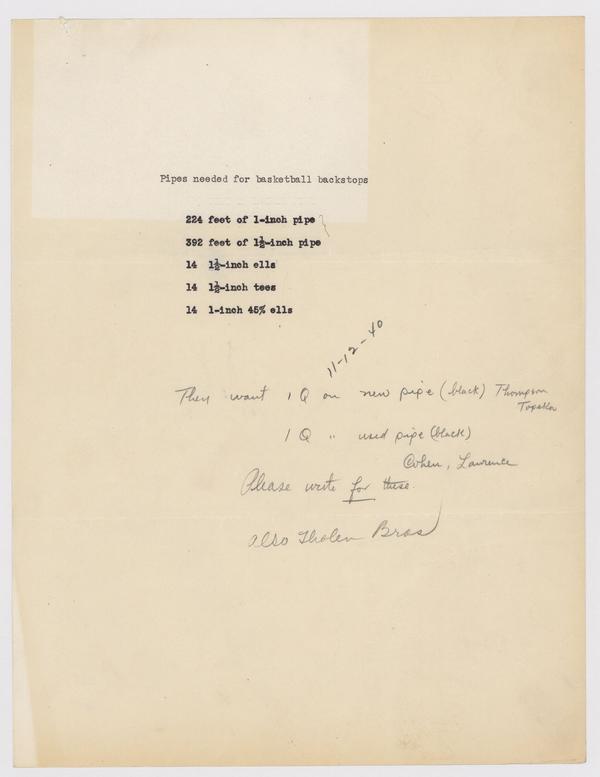 Pipes needed for basketball backstops
224 feet of 1-inch pipe
392 feet of 1½-inch pipe
14 1½-inch ells
14 1½-inch tees
14 1-inch 45% ells
11-12-40
They want 1 Q on new pipe (black) Thompson
Topeka
1 Q " used pipe (black)
Cohen, Lawrence
Please write for these.
also Tholen Bros